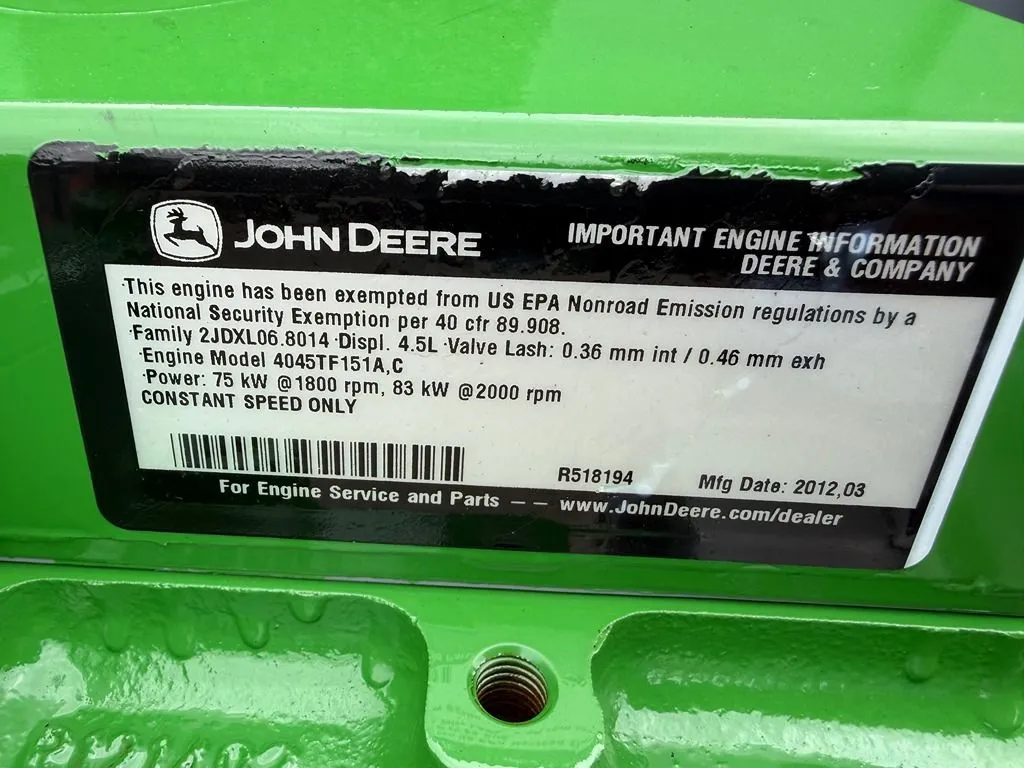 JOHN DEERE
IMPORTANT ENGINE INFORMATION
DEERE & COMPANY
This engine has been exempted from US EPA Nonroad Emission regulations by a
National Security Exemption per 40 cfr 89.908.
·Family 2JDXL06.8014 ·Displ. 4.5L ·Valve Lash: 0.36 mm int / 0.46 mm exh
·Engine Model 4045TF151A,C
·Power: 75 kW @1800 rpm, 83 kW @2000 rpm
CONSTANT SPEED ONLY
R518194
Mfg Date: 2012,03
For Engine Service and Parts — — www.JohnDeere.com/dealer